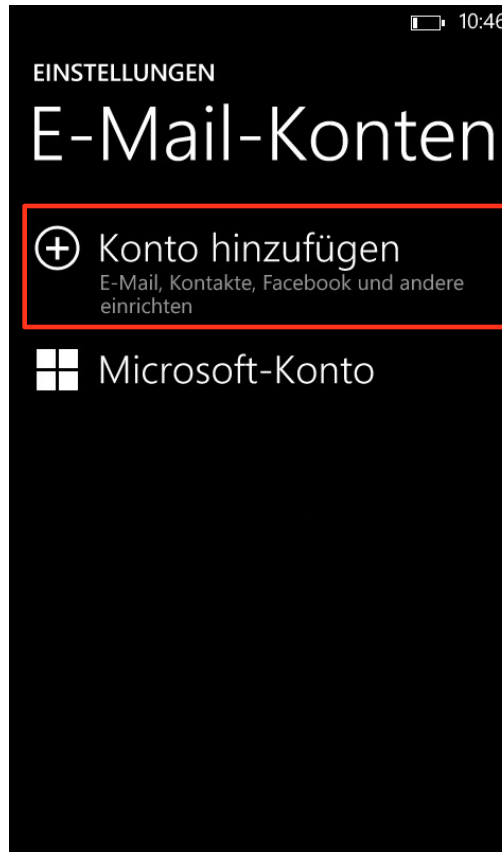 10:46
EINSTELLUNGEN
E-Mail-Konten
Konto hinzufügen
E-Mail, Kontakte, Facebook und andere
einrichten
Microsoft-Konto